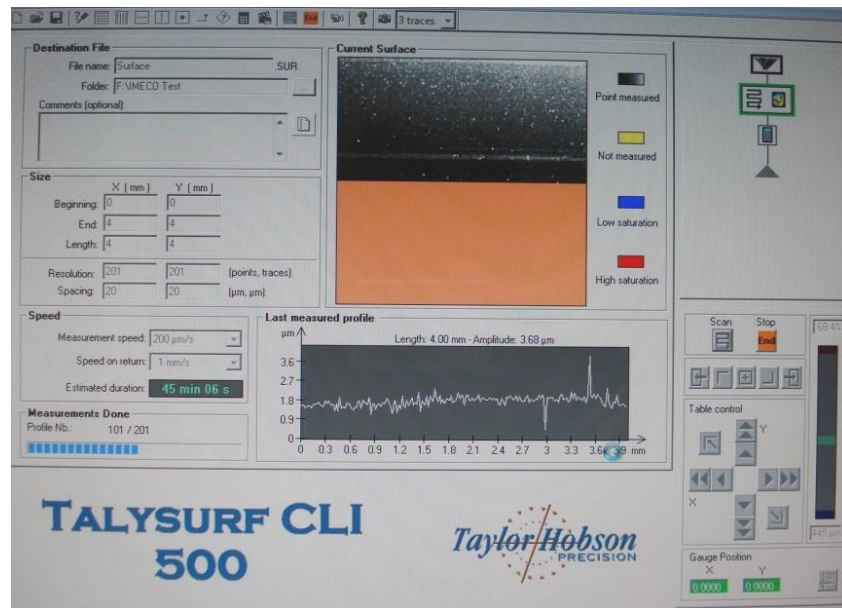 3 traces
Destination File
File name: Surface .SUR
Folder: F:\IMECO Test
...
Comments (optional):
Size
X ( mm ) Y ( mm )
Beginning: 0 0
End: 4 4
Length: 4 4
Resolution: 201 201 (points, traces)
Spacing: 20 20 (µm, µm)
Speed
Measurement speed: 200 µm/s
Speed on return: 1 mm/s
Estimated duration: 45 min 06 s
Measurements Done
Profile Nb.: 101 / 201
Current Surface
Point measured
Not measured
Low saturation
High saturation
Last measured profile
µm
Length: 4.00 mm - Amplitude: 3.68 µm
3.6
2.7
1.8
0.9
0
0 0.3 0.6 0.9 1.2 1.5 1.8 2.1 2.4 2.7 3 3.3 3.6 3.9 mm
End
Scan Stop
End
68.4%
Table control
Y
X
445 µm
Gauge Position
X Y
0.0000 0.0000
TALYSURF CLI
500
Taylor Hobson
PRECISION